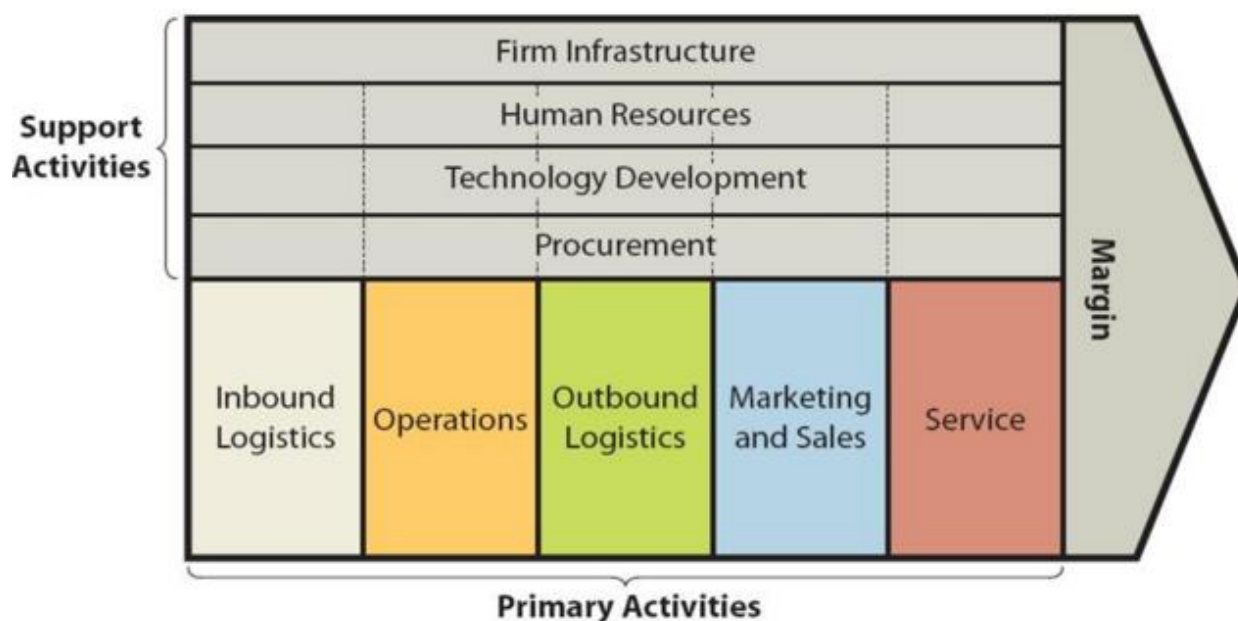 Firm Infrastructure
Human Resources
Technology Development
Procurement
Support
Activities
Inbound
Logistics
Operations
Outbound
Logistics
Marketing
and Sales
Service
Margin
Primary Activities